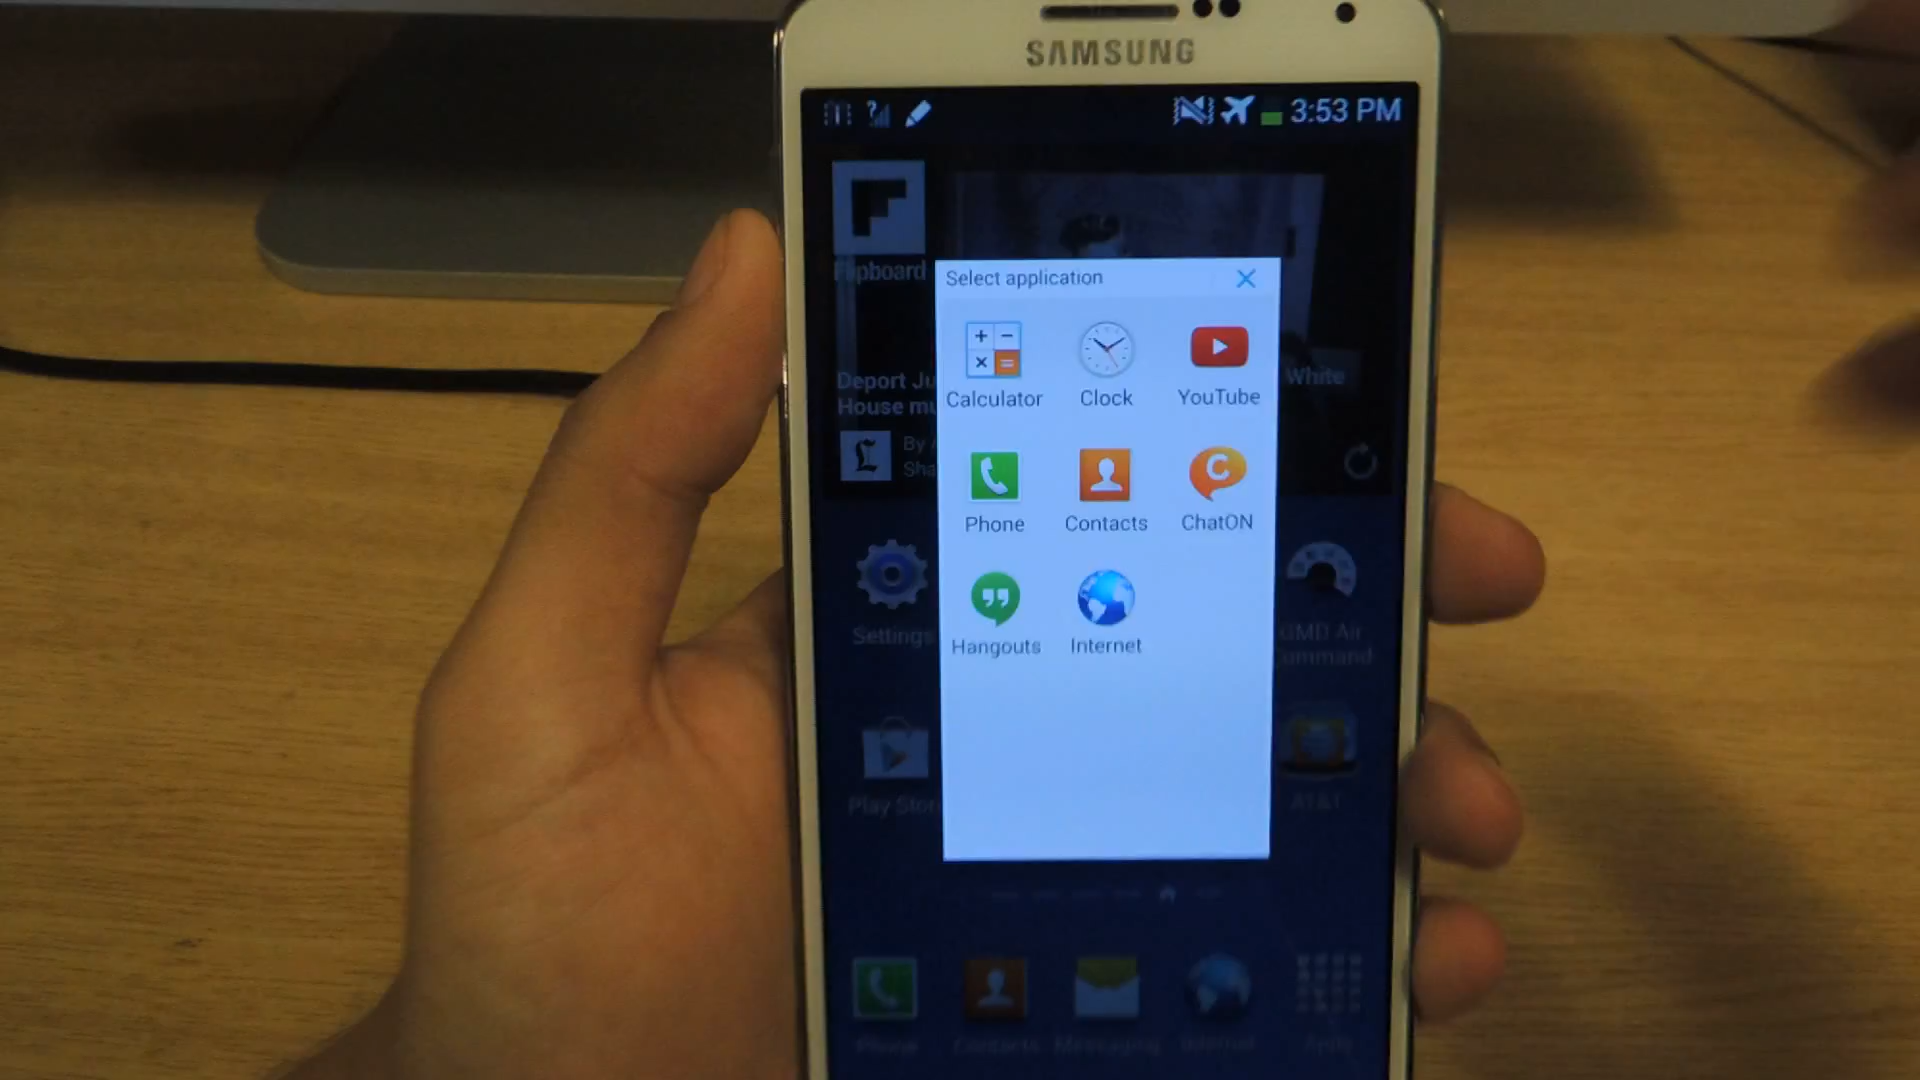 SAMSUNG
3:53 PM
Flipboard
Select application
Calculator
Clock
YouTube
Deport Ju
House mu
White
By
Sha
Phone
Contacts
ChatON
Settings
GMD Air
Command
Hangouts
Internet
Play Stor
AT&T
Phone
Contacts
Messaging
Internet
Apps